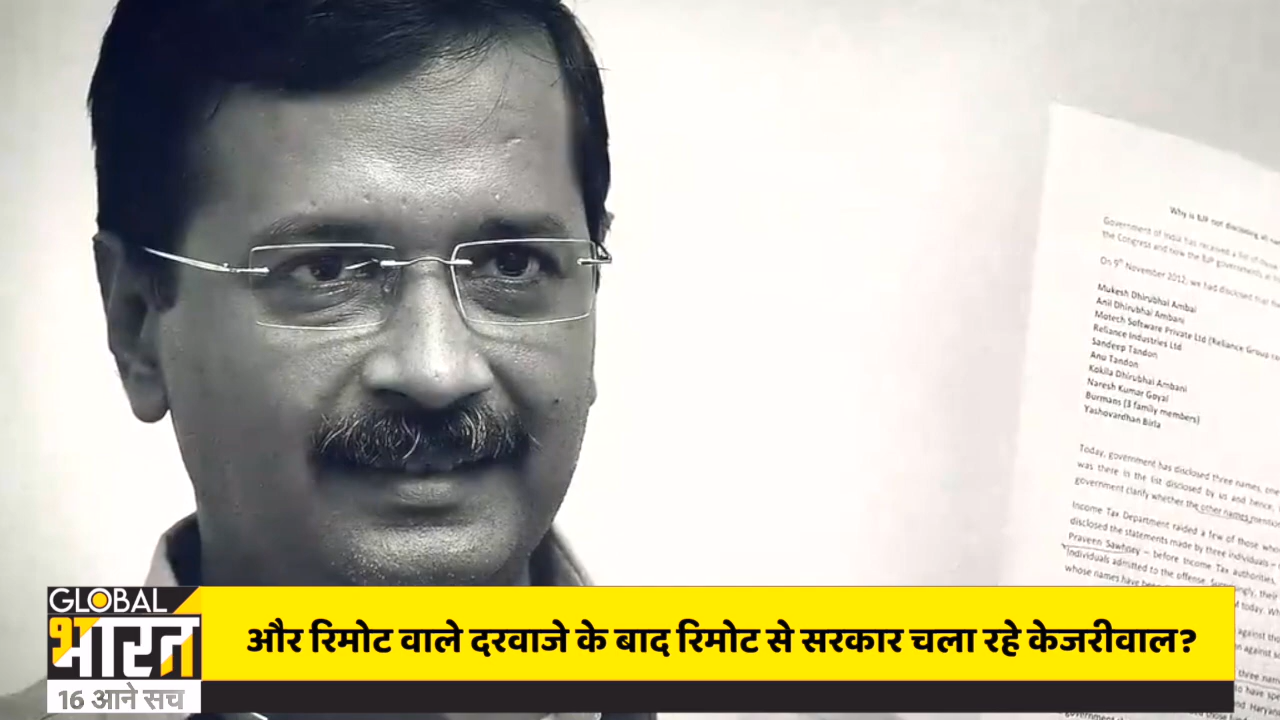 Why is BJP not disclosing all
Government of India has received a list of those
the Congress and now the BJP governments
On 9th November 2012, we had disclosed that
Mukesh Dhirubhai Ambai
Anil Dhirubhai Ambani
Motech Software Private Ltd (Reliance Group
Reliance Industries Ltd
Sandeep Tandon
Anu Tandon
Kokila Dhirubhai Ambani
Naresh Kumar Goyal
Burmans (3 family members)
Yashovardhan Birla
Today, government has disclosed three names, one
was there in the list disclosed by us and hence,
government clarify whether the other names
Income Tax Department raided a few of those
disclosed the statements made by three individuals –
Praveen Sawhney – before Income Tax authorities.
individuals admitted to the offense.
whose names have
GLOBAL
भारत
16 आने सच
और रिमोट वाले दरवाजे के बाद रिमोट से सरकार चला रहे केजरीवाल?